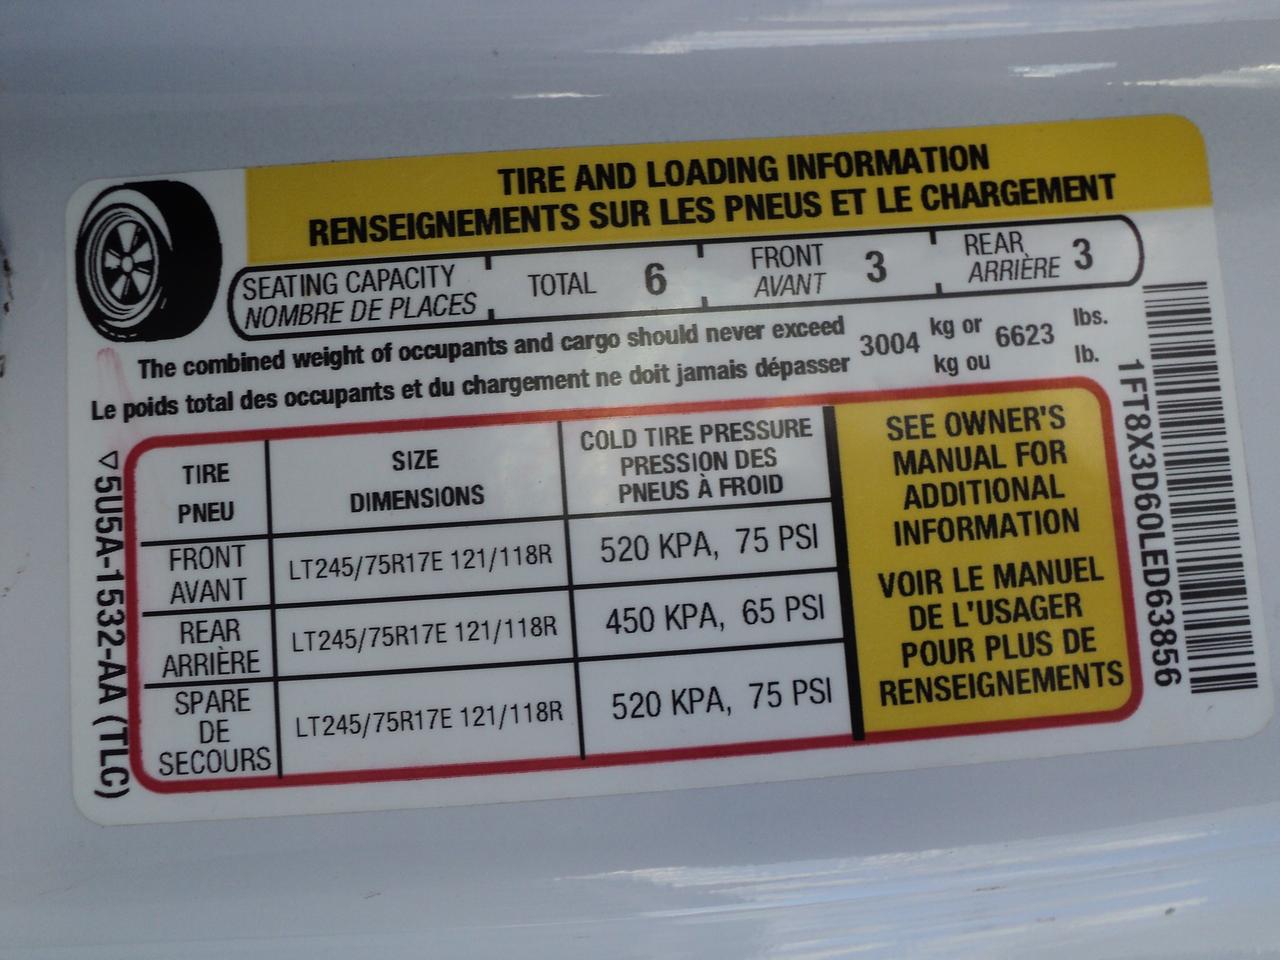 TIRE AND LOADING INFORMATION
RENSEIGNEMENTS SUR LES PNEUS ET LE CHARGEMENT
SEATING CAPACITY TOTAL 6 FRONT 3 REAR 3
NOMBRE DE PLACES AVANT ARRIÈRE
The combined weight of occupants and cargo should never exceed 3004 kg or 6623 lbs.
Le poids total des occupants et du chargement ne doit jamais dépasser kg ou lb.
TIRE
PNEU
SIZE
DIMENSIONS
COLD TIRE PRESSURE
PRESSION DES
PNEUS À FROID
FRONT
AVANT
LT245/75R17E 121/118R
520 KPA, 75 PSI
REAR
ARRIÈRE
LT245/75R17E 121/118R
450 KPA, 65 PSI
SPARE
DE
SECOURS
LT245/75R17E 121/118R
520 KPA, 75 PSI
SEE OWNER'S
MANUAL FOR
ADDITIONAL
INFORMATION
VOIR LE MANUEL
DE L'USAGER
POUR PLUS DE
RENSEIGNEMENTS
1FT8X3D60LED63856
▽5U5A-1532-AA (TLC)